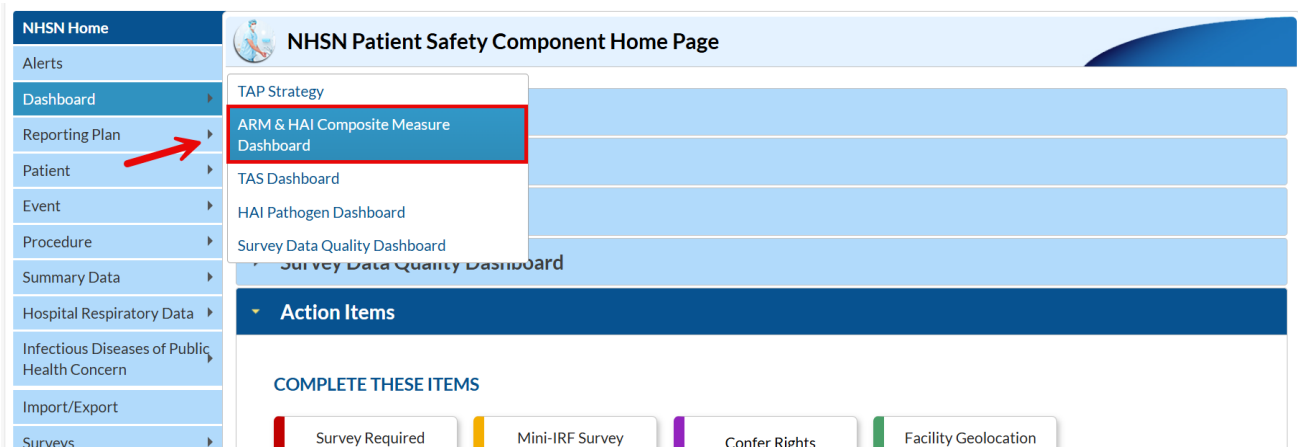 NHSN Home
Alerts
Dashboard
Reporting Plan
Patient
Event
Procedure
Summary Data
Hospital Respiratory Data
Infectious Diseases of Public
Health Concern
Import/Export
Surveys
NHSN Patient Safety Component Home Page
TAP Strategy
ARM & HAI Composite Measure
Dashboard
TAS Dashboard
HAI Pathogen Dashboard
Survey Data Quality Dashboard
Survey Data Quality Dashboard
Action Items
COMPLETE THESE ITEMS
Survey Required
Mini-IRF Survey
Confer Rights
Facility Geolocation